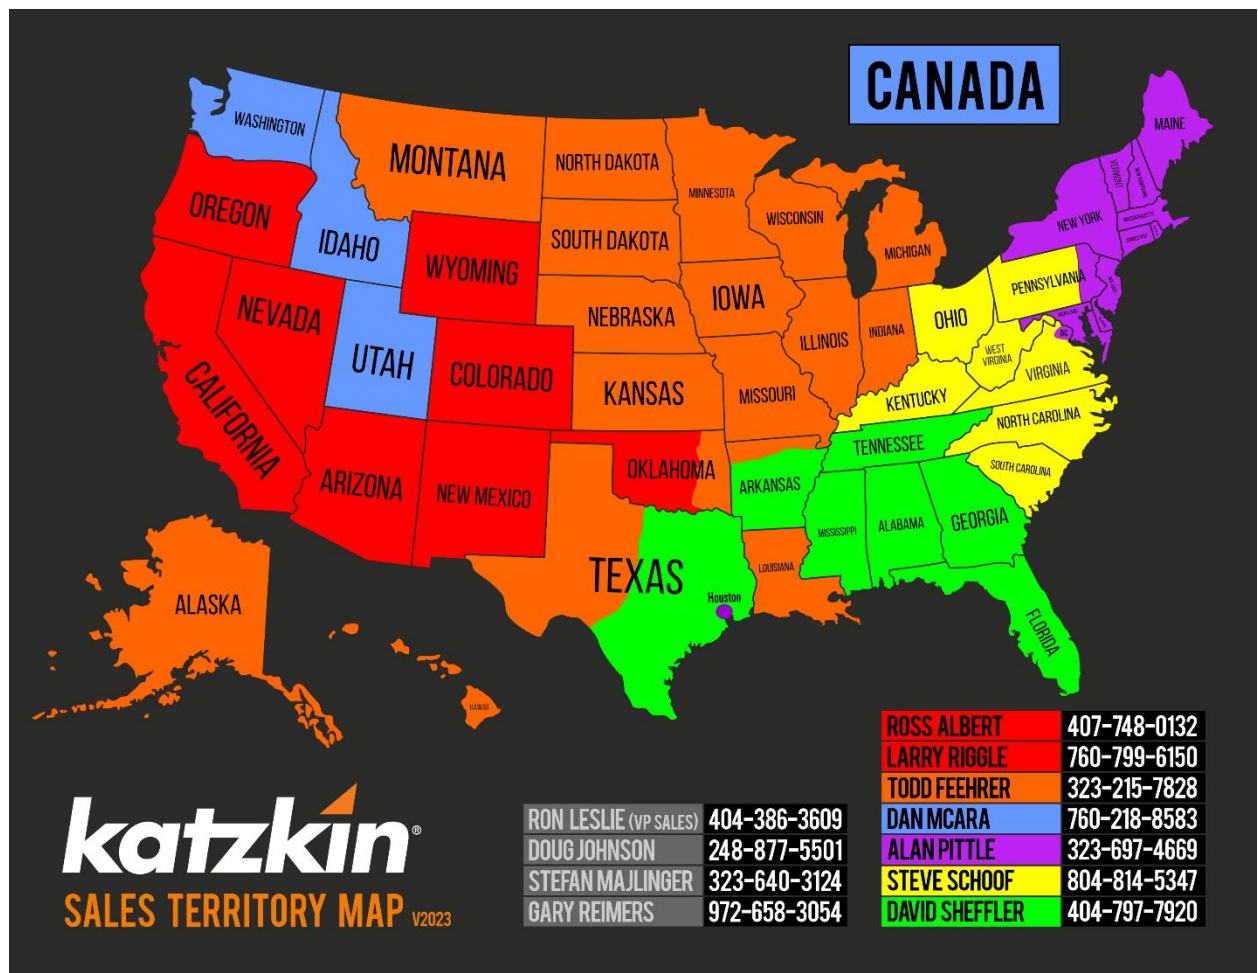 CANADA
WASHINGTON
MONTANA
NORTH DAKOTA
MINNESOTA
MAINE
VERMONT
OREGON
IDAHO
WYOMING
SOUTH DAKOTA
WISCONSIN
MICHIGAN
NEW YORK
MASSACHUSETTS
CONNECTICUT
NEVADA
UTAH
COLORADO
NEBRASKA
IOWA
ILLINOIS
INDIANA
OHIO
PENNSYLVANIA
MARYLAND
DC
CALIFORNIA
KANSAS
MISSOURI
KENTUCKY
WEST
VIRGINIA
VIRGINIA
ARIZONA
NEW MEXICO
OKLAHOMA
ARKANSAS
TENNESSEE
NORTH CAROLINA
SOUTH CAROLINA
TEXAS
Houston
LOUISIANA
MISSISSIPPI
ALABAMA
GEORGIA
FLORIDA
ALASKA
HAWAII
ROSS ALBERT 407-748-0132
LARRY RIGGLE 760-799-6150
TODD FEEHRER 323-215-7828
DAN MCARA 760-218-8583
ALAN PITTLE 323-697-4669
STEVE SCHOOF 804-814-5347
DAVID SHEFFLER 404-797-7920
RON LESLIE (VP SALES) 404-386-3609
DOUG JOHNSON 248-877-5501
STEFAN MAJLINGER 323-640-3124
GARY REIMERS 972-658-3054
katzkin®
SALES TERRITORY MAP V2023